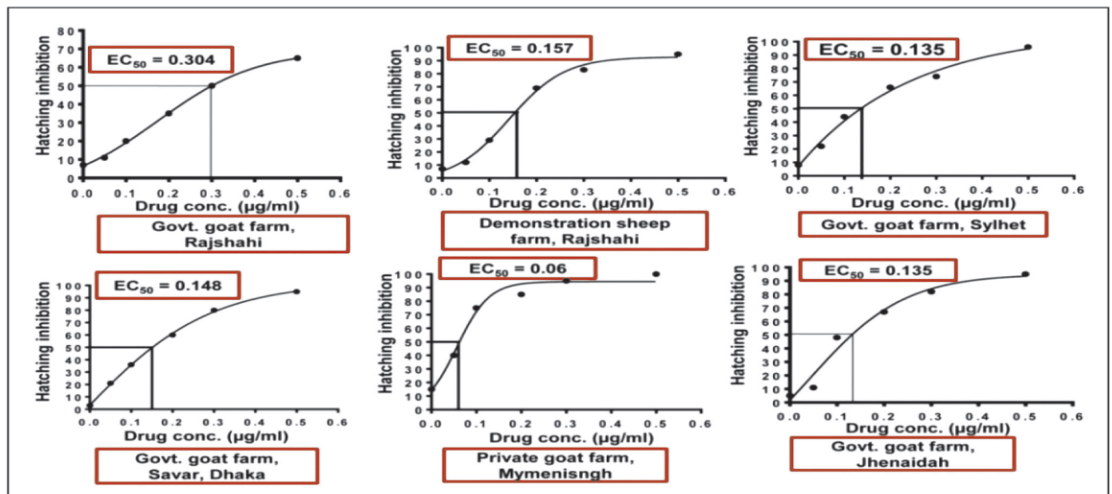 EC50 = 0.304
Hatching inhibition
80
70
60
50
40
30
20
10
0
0.0 0.1 0.2 0.3 0.4 0.5 0.6
Drug conc. (µg/ml)
Govt. goat farm,
Rajshahi
EC50 = 0.157
Hatching inhibition
100
90
80
70
60
50
40
30
20
10
0
0.0 0.1 0.2 0.3 0.4 0.5 0.6
Drug conc. (µg/ml)
Demonstration sheep
farm, Rajshahi
EC50 = 0.135
Hatching inhibition
100
90
80
70
60
50
40
30
20
10
0
0.0 0.1 0.2 0.3 0.4 0.5 0.6
Drug conc. (µg/ml)
Govt. goat farm, Sylhet
EC50 = 0.148
Hatching inhibition
100
90
80
70
60
50
40
30
20
10
0
0.0 0.1 0.2 0.3 0.4 0.5 0.6
Drug conc. (µg/ml)
Govt. goat farm,
Savar, Dhaka
EC50 = 0.06
Hatching inhibition
100
90
80
70
60
50
40
30
20
10
0
0.0 0.1 0.2 0.3 0.4 0.5 0.6
Drug conc. (µg/ml)
Private goat farm,
Mymenisngh
EC50 = 0.135
Hatching inhibition
100
90
80
70
60
50
40
30
20
10
0
0.0 0.1 0.2 0.3 0.4 0.5 0.6
Drug conc. (µg/ml)
Govt. goat farm,
Jhenaidah